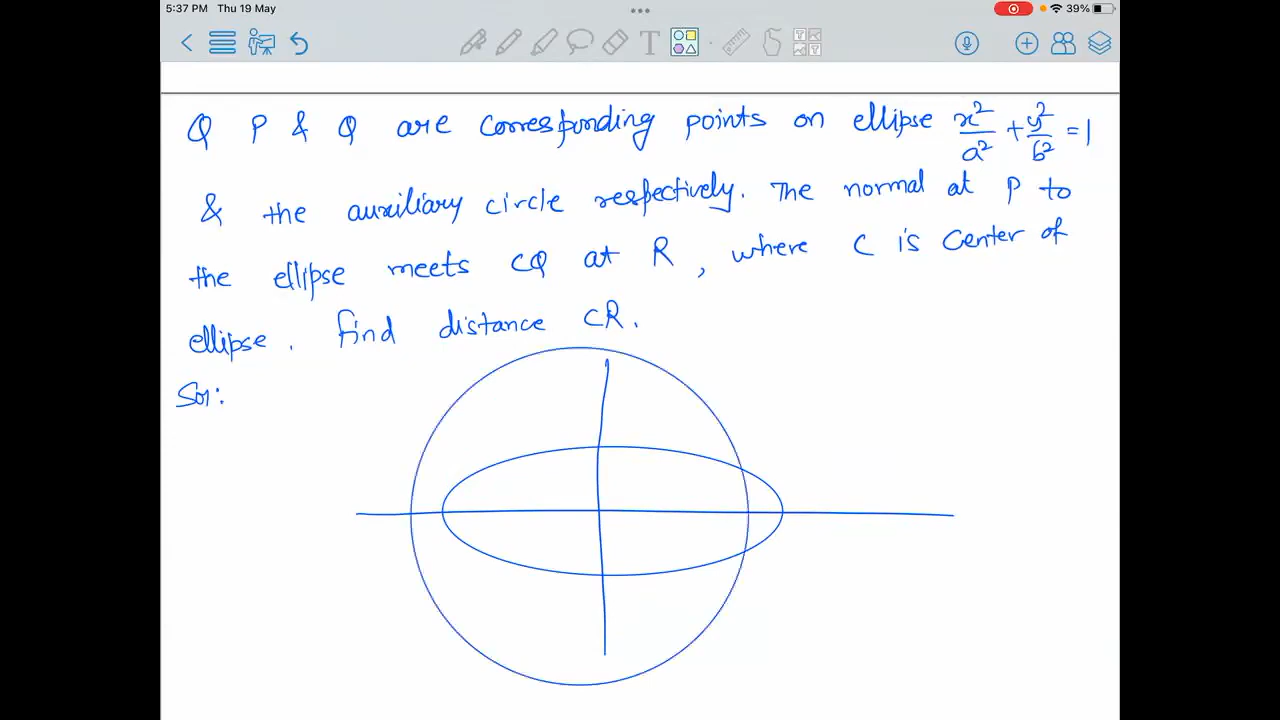 5:37 PM Thu 19 May
39%
T
Q P & Q are corresponding points on ellipse x²/a² + y²/b² = 1
& the auxiliary circle respectively. The normal at P to
the ellipse meets CQ at R, where C is center of
ellipse. find distance CR.
Sol: